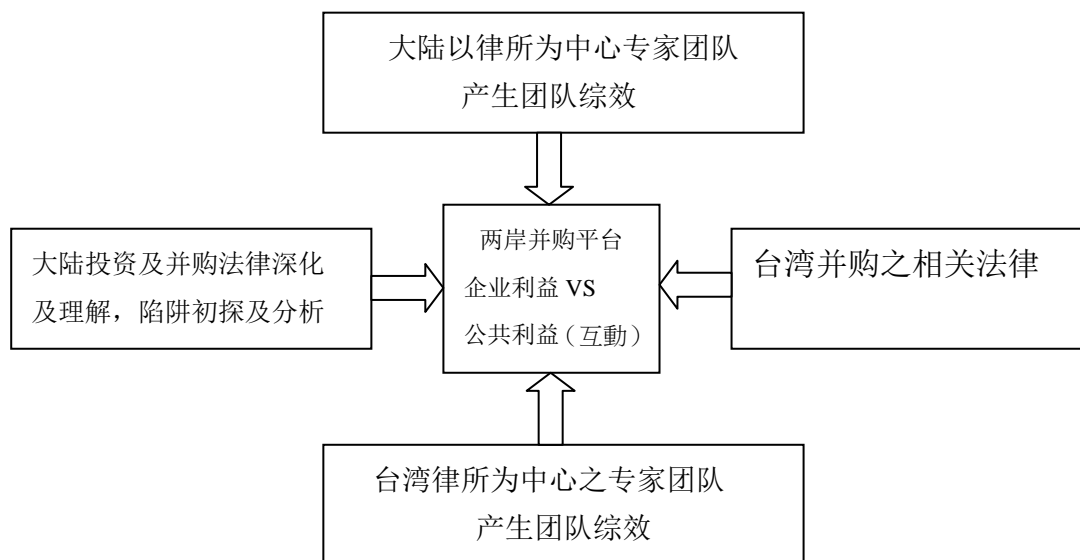 大陆以律所为中心专家团队
产生团队综效
大陆投资及并购法律深化
及理解，陷阱初探及分析
两岸并购平台
企业利益 VS
公共利益（互動）
台湾并购之相关法律
台湾律所为中心之专家团队
产生团队综效